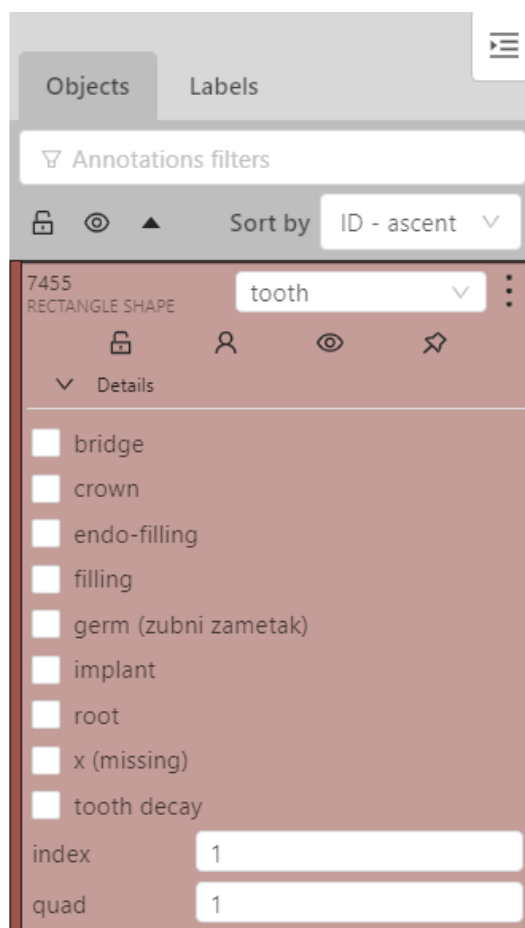 Objects Labels
Annotations filters
Sort by ID - ascent
7455 tooth
RECTANGLE SHAPE
Details
bridge
crown
endo-filling
filling
germ (zubni zametak)
implant
root
x (missing)
tooth decay
index 1
quad 1